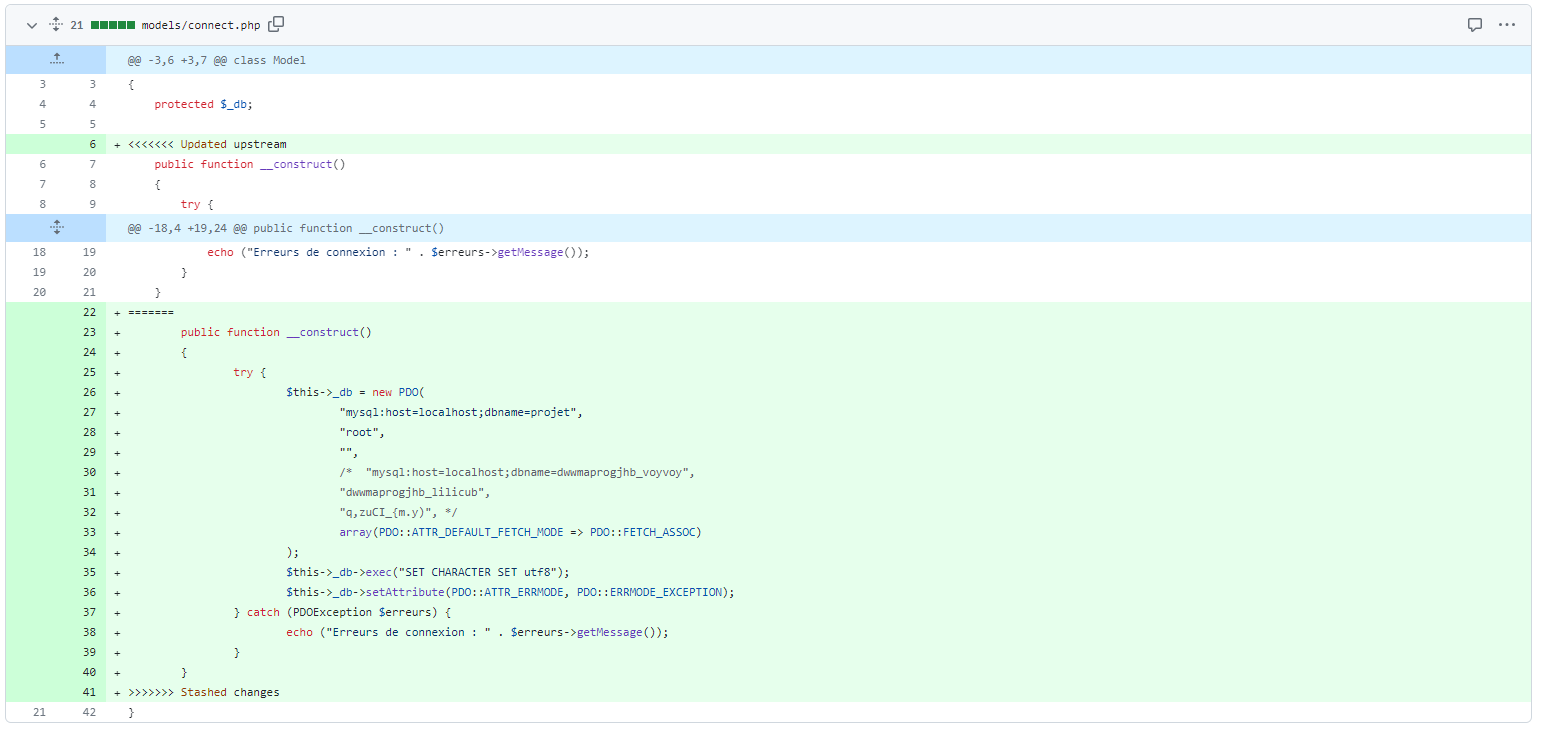 21 models/connect.php
@@ -3,6 +3,7 @@ class Model
3 3 {
4 4 protected $_db;
5 5
6 + <<<<<<< Updated upstream
6 7 public function __construct()
7 8 {
8 9 try {
@@ -18,4 +19,24 @@ public function __construct()
18 19 echo ("Erreurs de connexion : " . $erreurs->getMessage());
19 20 }
20 21 }
22 + =======
23 + public function __construct()
24 + {
25 + try {
26 + $this->_db = new PDO(
27 + "mysql:host=localhost;dbname=projet",
28 + "root",
29 + "",
30 + /* "mysql:host=localhost;dbname=dwwmaprogjhb_voyvoy",
31 + "dwwmaprogjhb_lilicub",
32 + "q,zuCI_{m.y)", */
33 + array(PDO::ATTR_DEFAULT_FETCH_MODE => PDO::FETCH_ASSOC)
34 + );
35 + $this->_db->exec("SET CHARACTER SET utf8");
36 + $this->_db->setAttribute(PDO::ATTR_ERRMODE, PDO::ERRMODE_EXCEPTION);
37 + } catch (PDOException $erreurs) {
38 + echo ("Erreurs de connexion : " . $erreurs->getMessage());
39 + }
40 + }
41 + >>>>>>> Stashed changes
21 42 }